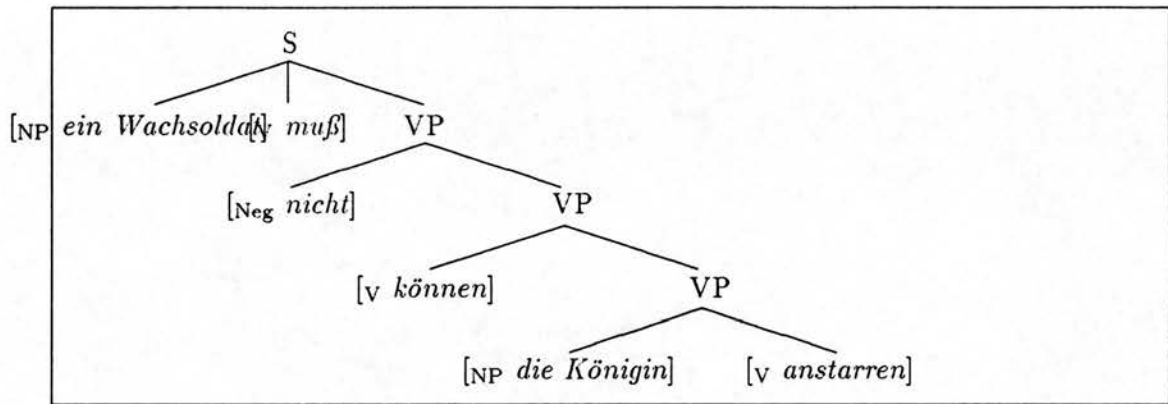 S
[NP ein Wachsoldat] [V muß] VP
[Neg nicht] VP
[V können] VP
[NP die Königin] [V anstarren]